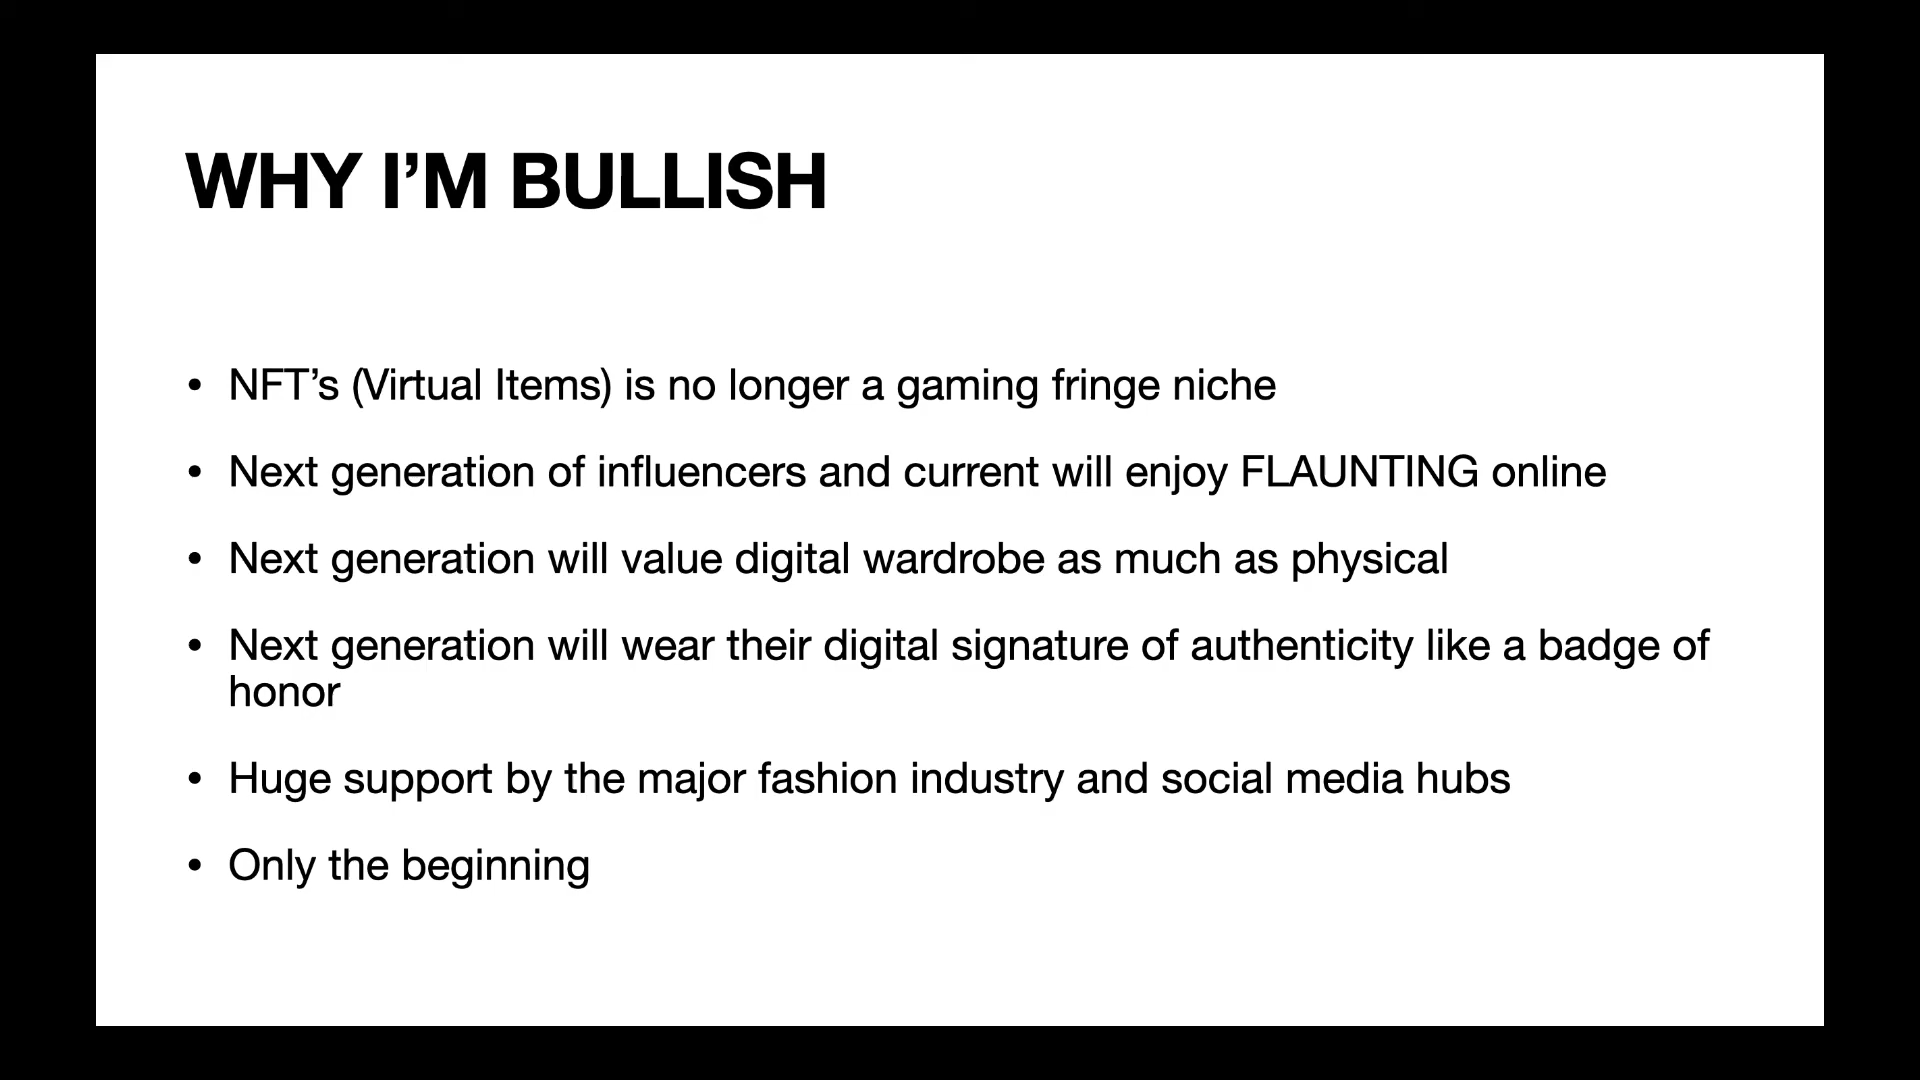 WHY I’M BULLISH
• NFT’s (Virtual Items) is no longer a gaming fringe niche
• Next generation of influencers and current will enjoy FLAUNTING online
• Next generation will value digital wardrobe as much as physical
• Next generation will wear their digital signature of authenticity like a badge of
honor
• Huge support by the major fashion industry and social media hubs
• Only the beginning